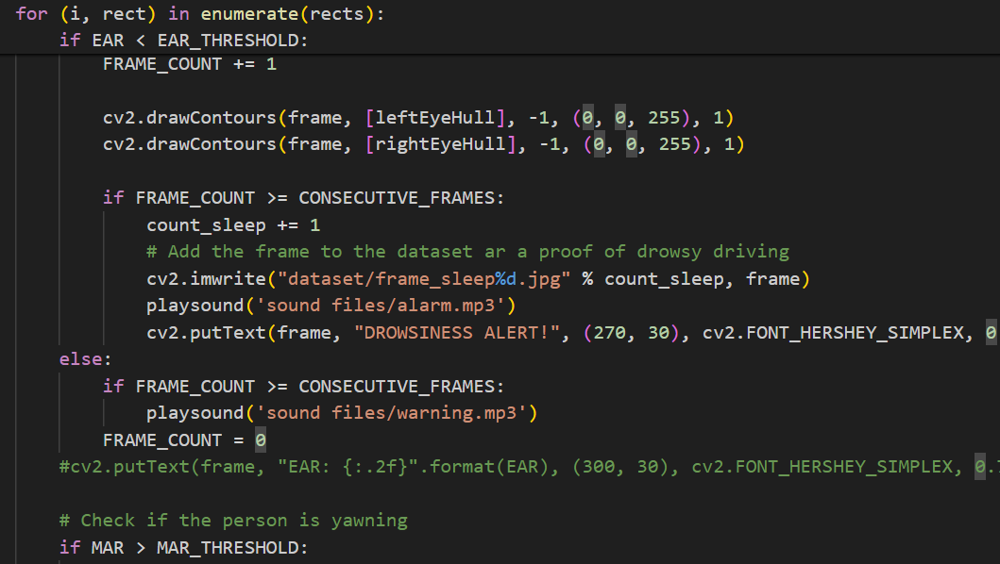 for (i, rect) in enumerate(rects):
if EAR < EAR_THRESHOLD:
FRAME_COUNT += 1
cv2.drawContours(frame, [leftEyeHull], -1, (0, 0, 255), 1)
cv2.drawContours(frame, [rightEyeHull], -1, (0, 0, 255), 1)
if FRAME_COUNT >= CONSECUTIVE_FRAMES:
count_sleep += 1
# Add the frame to the dataset ar a proof of drowsy driving
cv2.imwrite("dataset/frame_sleep%d.jpg" % count_sleep, frame)
playsound('sound files/alarm.mp3')
cv2.putText(frame, "DROWSINESS ALERT!", (270, 30), cv2.FONT_HERSHEY_SIMPLEX, 0
else:
if FRAME_COUNT >= CONSECUTIVE_FRAMES:
playsound('sound files/warning.mp3')
FRAME_COUNT = 0
#cv2.putText(frame, "EAR: {:.2f}".format(EAR), (300, 30), cv2.FONT_HERSHEY_SIMPLEX, 0.7
# Check if the person is yawning
if MAR > MAR_THRESHOLD: